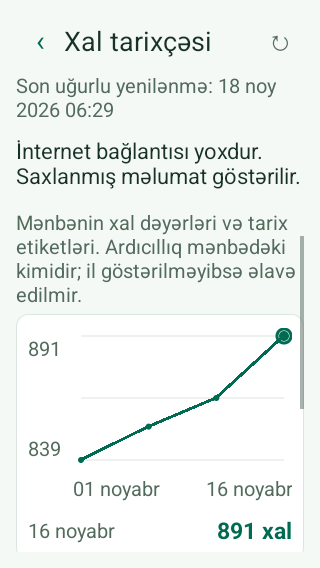 Xal tarixçəsi
Son uğurlu yenilənmə: 18 noy
2026 06:29
İnternet bağlantısı yoxdur.
Saxlanmış məlumat göstərilir.
Mənbənin xal dəyərləri və tarix
etiketləri. Ardıcıllıq mənbədəki
kimidir; il göstərilməyibsə əlavə
edilmir.
891
839
01 noyabr 16 noyabr
16 noyabr 891 xal